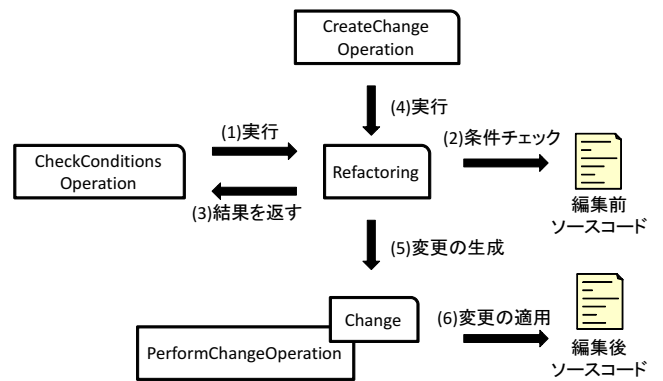 CreateChange
Operation
(4)実行
(1)実行
(2)条件チェック
CheckConditions
Operation
Refactoring
(3)結果を返す
編集前
ソースコード
(5)変更の生成
Change
(6)変更の適用
PerformChangeOperation
編集後
ソースコード